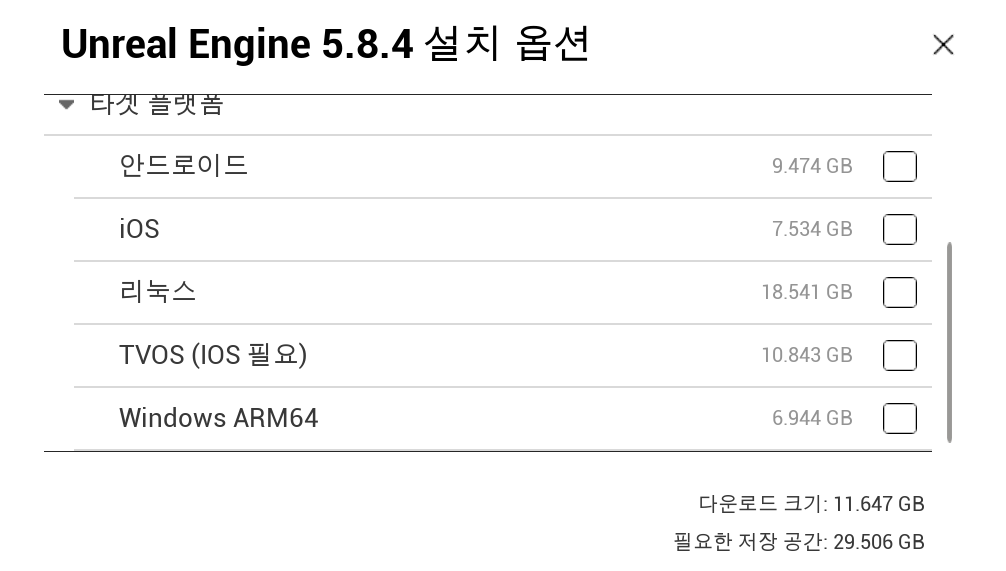 Unreal Engine 5.8.4 설치 옵션
타겟 플랫폼
안드로이드 9.474 GB
iOS 7.534 GB
리눅스 18.541 GB
TVOS (IOS 필요) 10.843 GB
Windows ARM64 6.944 GB
다운로드 크기: 11.647 GB
필요한 저장 공간: 29.506 GB